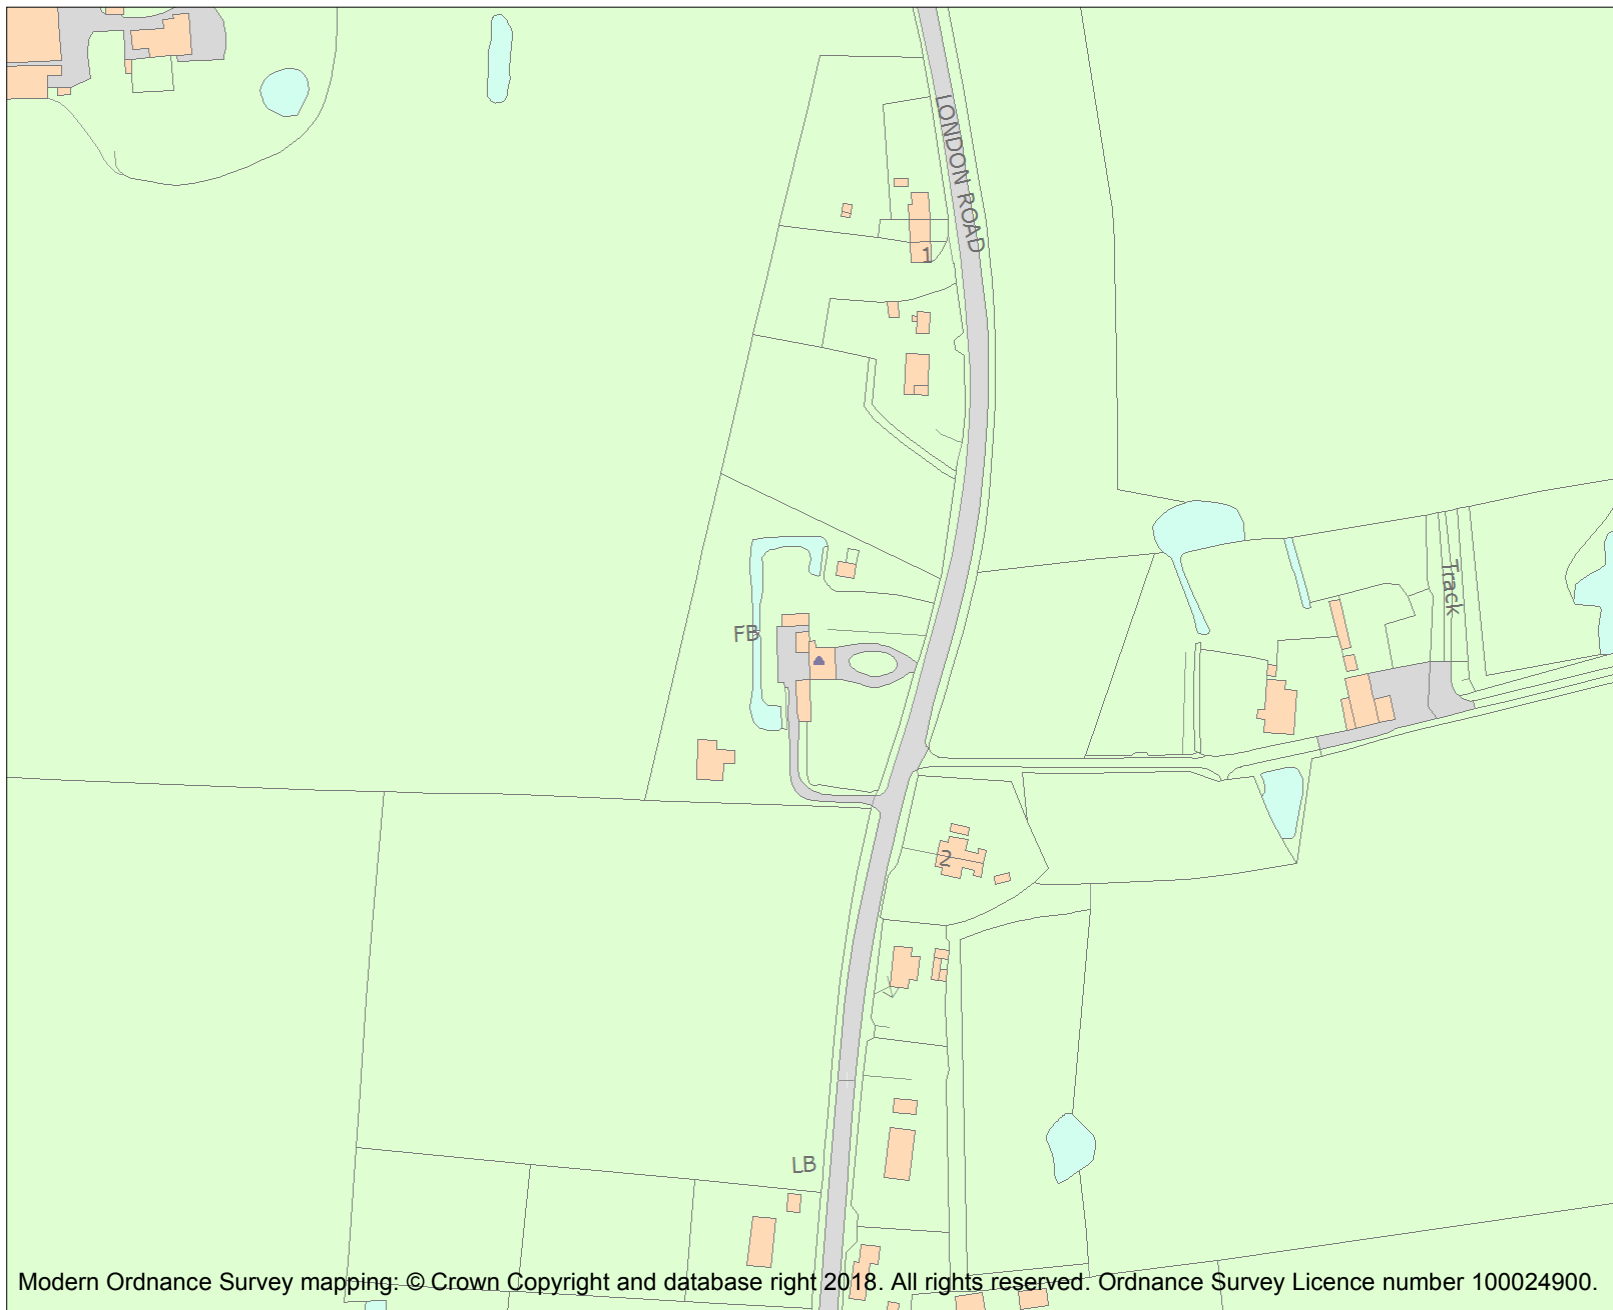 LONDON ROAD
1
Track
FB
2
LB
Modern Ordnance Survey mapping: © Crown Copyright and database right 2018. All rights reserved. Ordnance Survey Licence number 100024900.